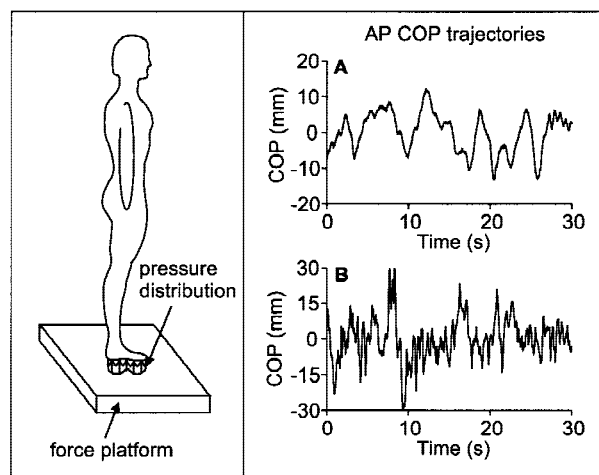 pressure
distribution
force platform
AP COP trajectories
A
COP (mm)
20
10
0
-10
-20
0
10
20
30
Time (s)
B
COP (mm)
30
15
0
-15
-30
0
10
20
30
Time (s)